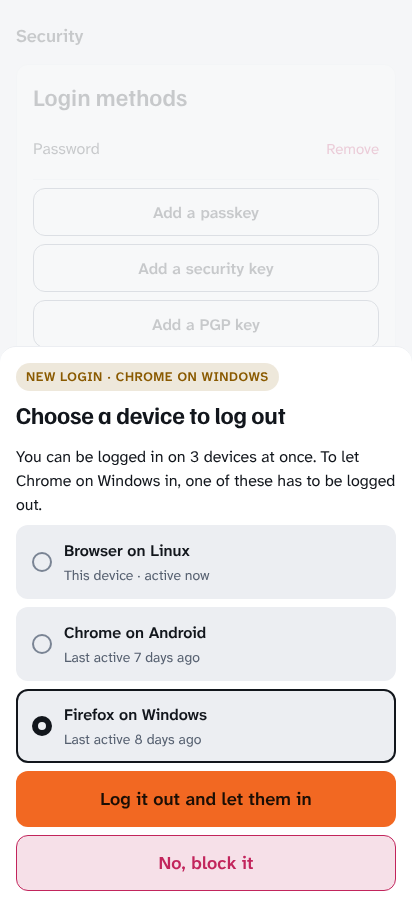 Security
Login methods
Password
Remove
Add a passkey
Add a security key
Add a PGP key
NEW LOGIN · CHROME ON WINDOWS
Choose a device to log out
You can be logged in on 3 devices at once. To let
Chrome on Windows in, one of these has to be logged
out.
Browser on Linux
This device · active now
Chrome on Android
Last active 7 days ago
Firefox on Windows
Last active 8 days ago
Log it out and let them in
No, block it